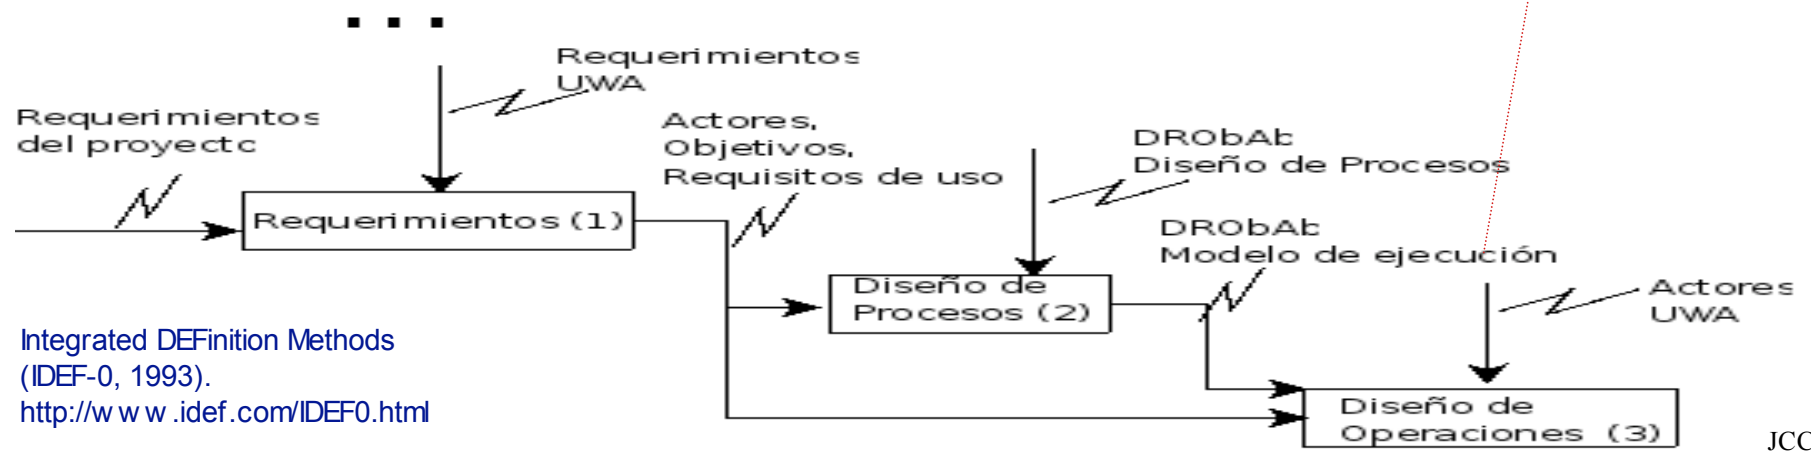 ...
Requerimientos
UWA
Requerimientos
del proyecto
Actores,
Objetivos,
Requisitos de uso
DRObAb
Diseño de Procesos
Requerimientos (1)
DRObAb
Modelo de ejecución
Diseño de
Procesos (2)
Actores
UWA
Integrated DEFinition Methods
(IDEF-0, 1993).
http://www.idef.com/IDEF0.html
Diseño de
Operaciones (3)
JCC